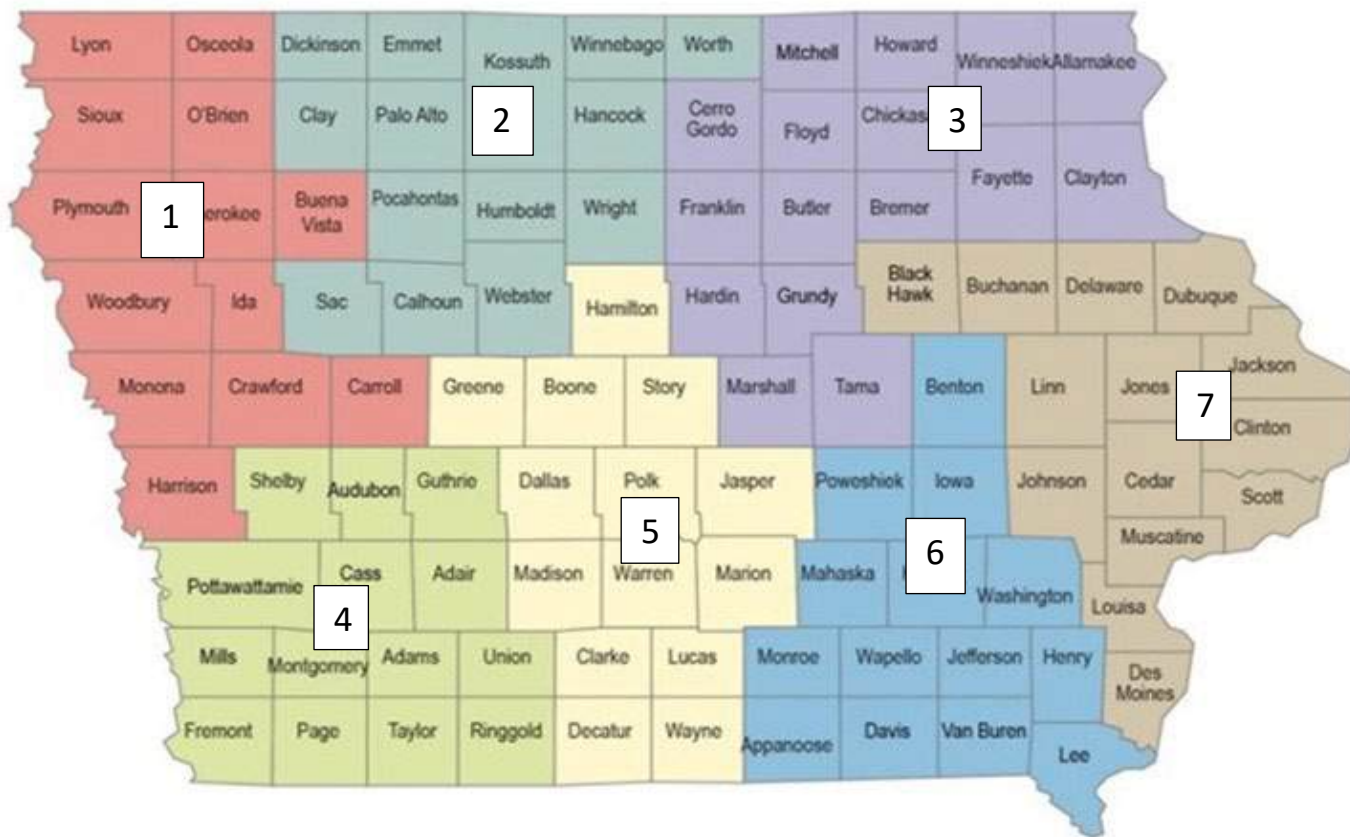 Lyon
Osceola
Dickinson
Emmet
Kossuth
Winnebago
Worth
Mitchell
Howard
Winneshiek
Allamakee
Sioux
O'Brien
Clay
Palo Alto
2
Hancock
Cerro
Gordo
Floyd
Chickas
3
Fayette
Clayton
Plymouth
1
erokee
Buena
Vista
Pocahontas
Humboldt
Wright
Franklin
Butler
Bremer
Woodbury
Ida
Sac
Calhoun
Webster
Hamilton
Hardin
Grundy
Black
Hawk
Buchanan
Delaware
Dubuque
Monona
Crawford
Carroll
Greene
Boone
Story
Marshall
Tama
Benton
Linn
Jones
Jackson
7
Clinton
Harrison
Shelby
Audubon
Guthrie
Dallas
Polk
Jasper
Poweshiek
Iowa
Johnson
Cedar
Scott
Muscatine
Pottawattamie
Cass
Adair
Madison
5
Warren
Marion
Mahaska
6
Washington
Louisa
4
Mills
Montgomery
Adams
Union
Clarke
Lucas
Monroe
Wapello
Jefferson
Henry
Des
Moines
Fremont
Page
Taylor
Ringgold
Decatur
Wayne
Appanoose
Davis
Van Buren
Lee